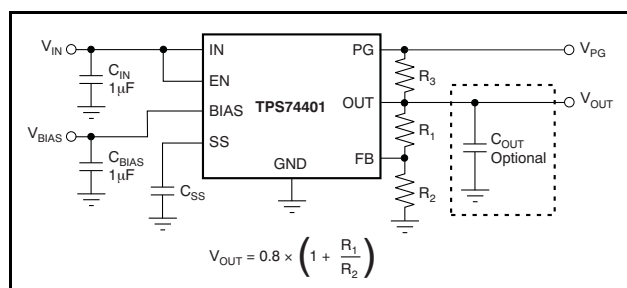 V_IN
IN
PG
V_PG
C_IN
1μF
EN
R_3
BIAS
TPS74401
OUT
V_OUT
V_BIAS
SS
R_1
C_OUT
Optional
C_BIAS
1μF
C_SS
GND
FB
R_2
V_OUT = 0.8 × (1 + R_1/R_2)